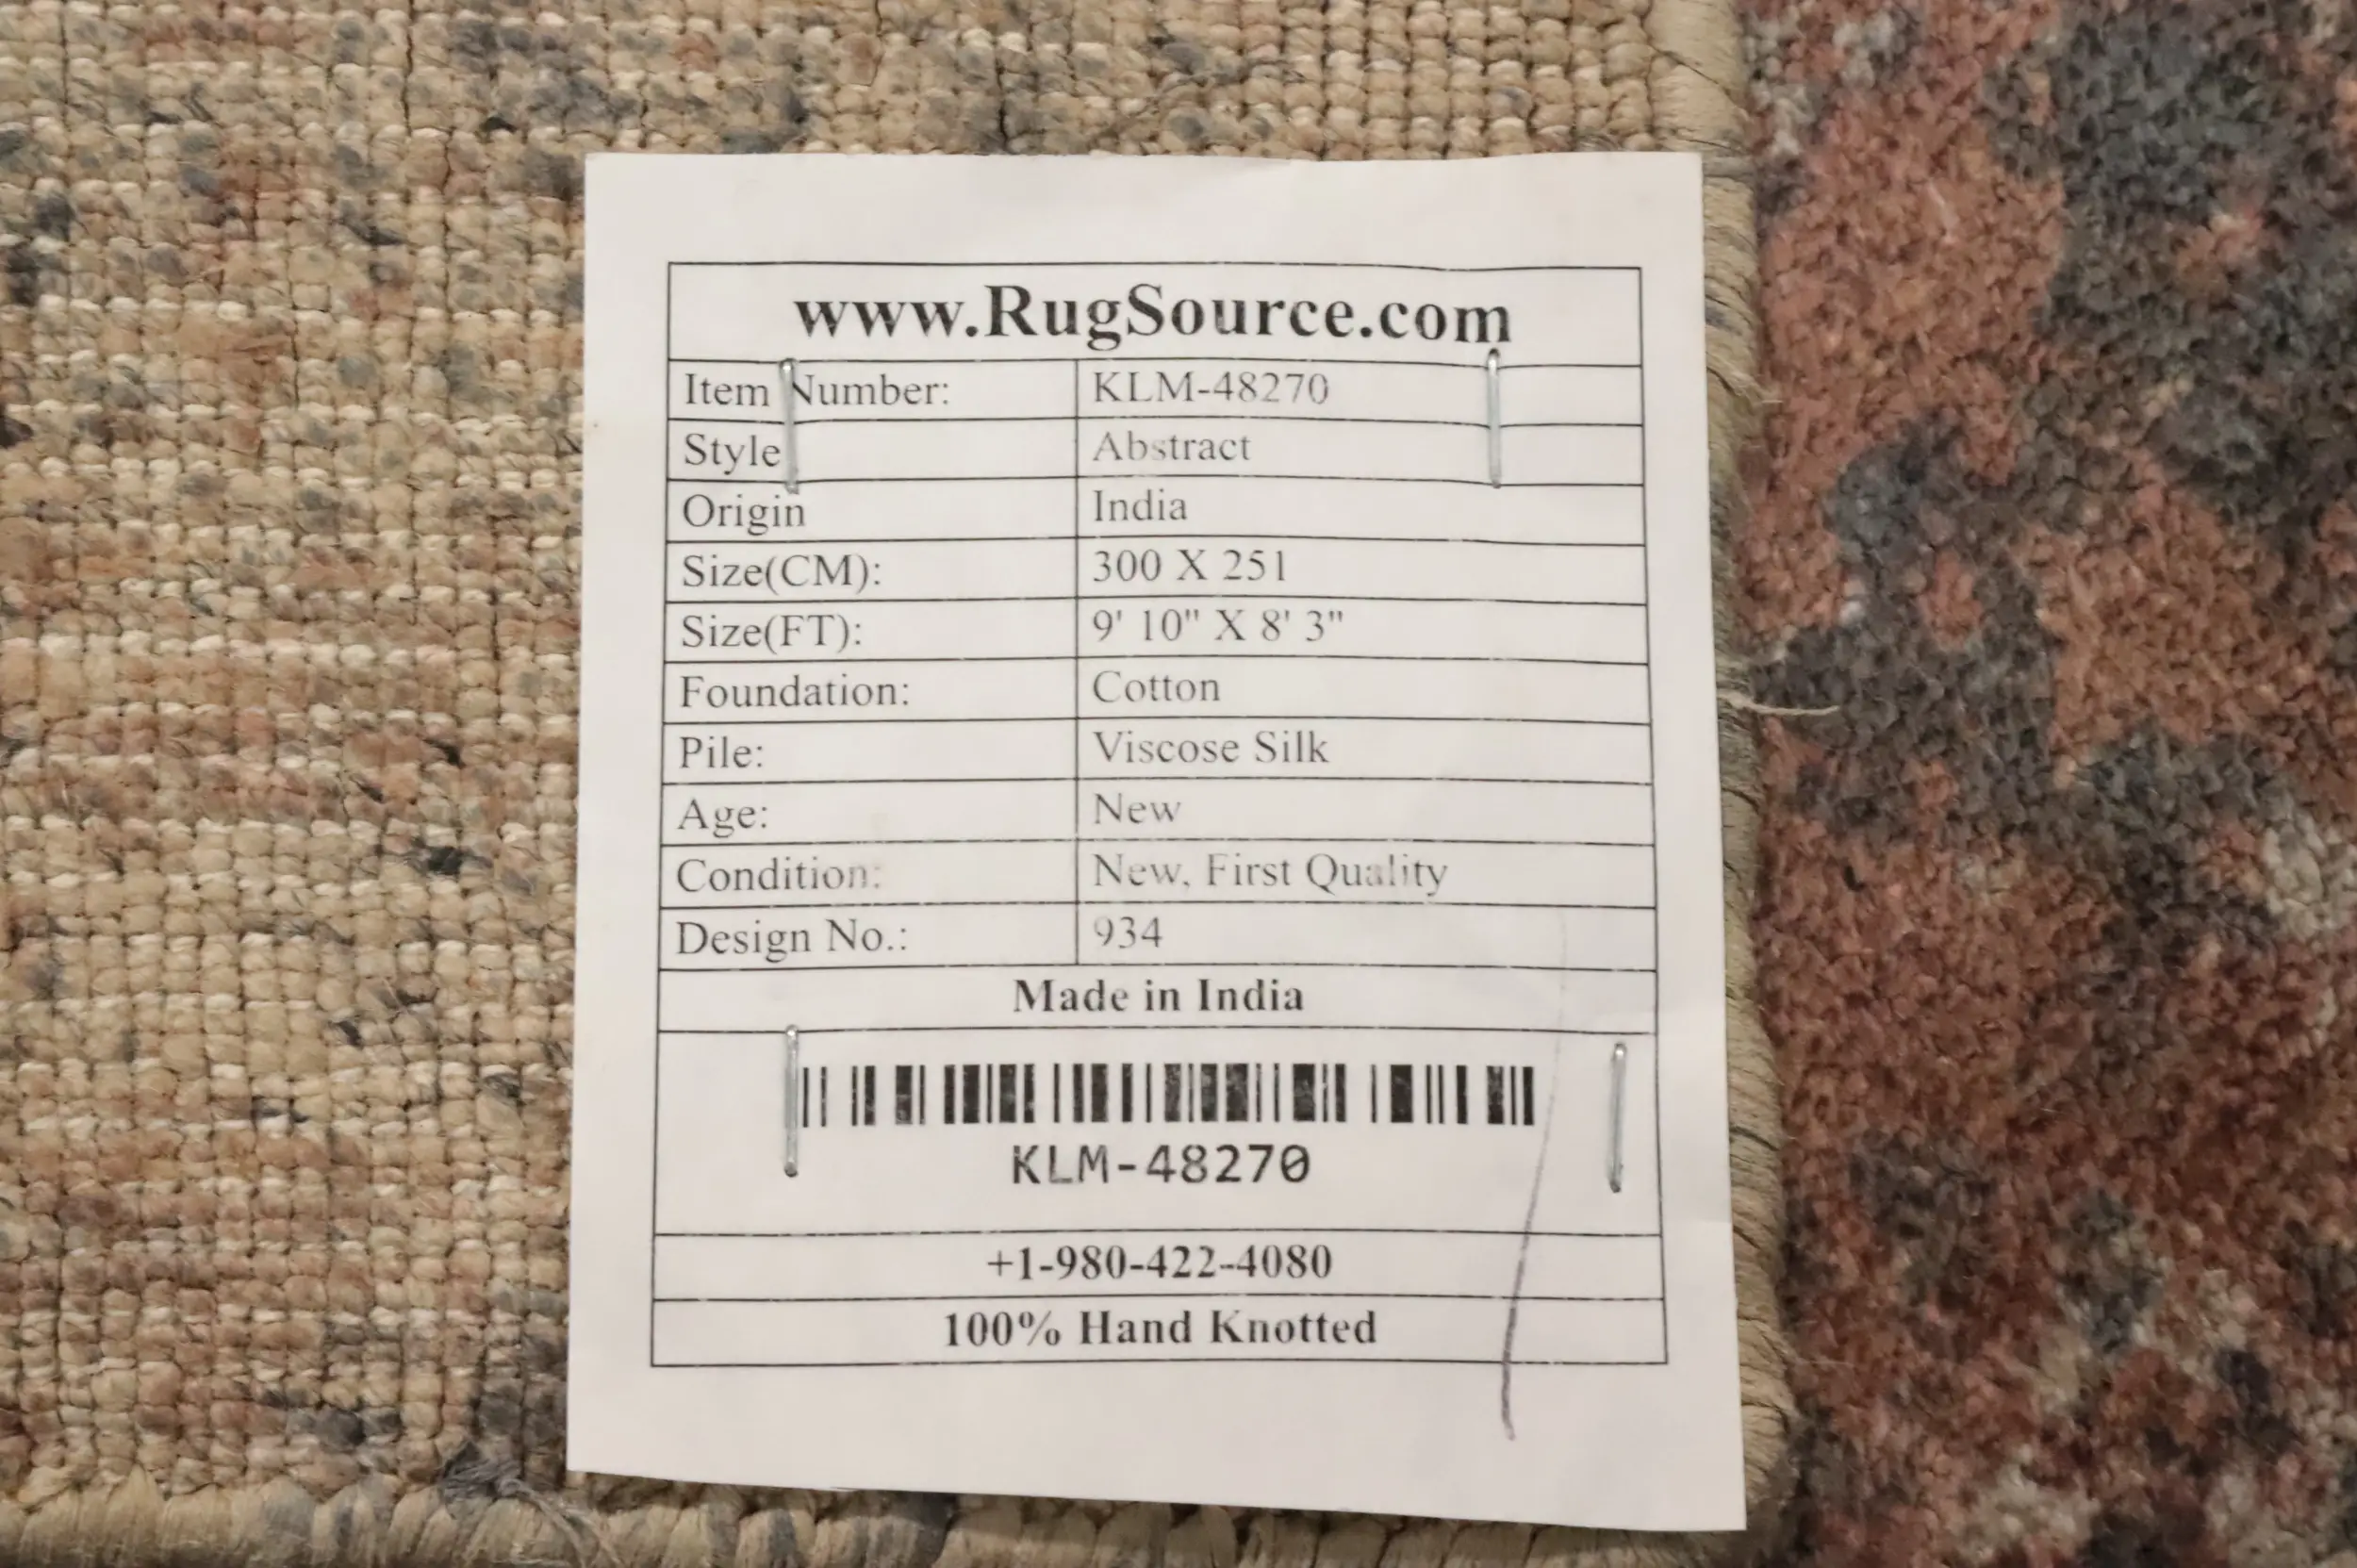 www.RugSource.com
Item Number: KLM-48270
Style Abstract
Origin India
Size(CM): 300 X 251
Size(FT): 9' 10" X 8' 3"
Foundation: Cotton
Pile: Viscose Silk
Age: New
Condition: New, First Quality
Design No.: 934
Made in India
KLM-48270
+1-980-422-4080
100% Hand Knotted